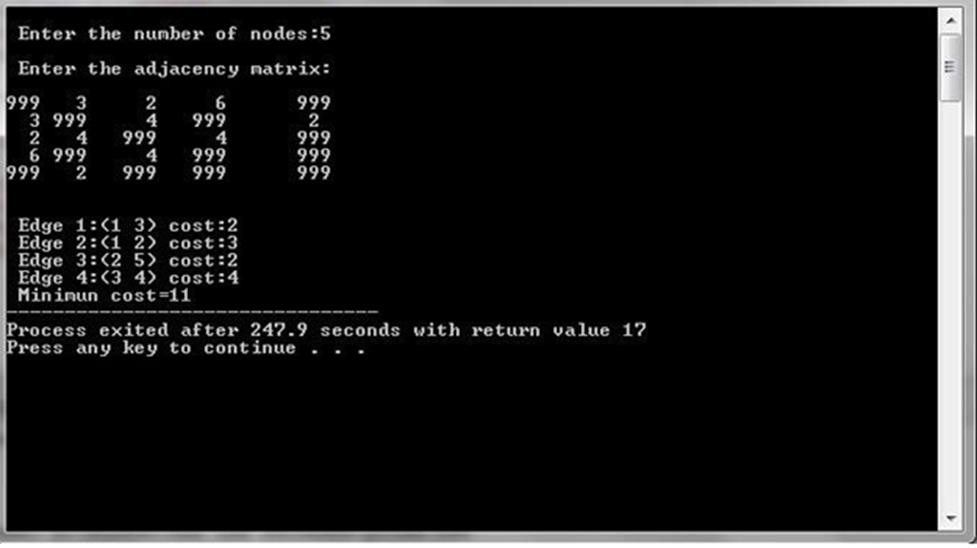 Enter the number of nodes:5
Enter the adjacency matrix:
999 3 2 6 999
3 999 4 999 2
2 4 999 4 999
6 999 4 999 999
999 2 999 999 999
Edge 1:(1 3) cost:2
Edge 2:(1 2) cost:3
Edge 3:(2 5) cost:2
Edge 4:(3 4) cost:4
Minimun cost=11
--------------------------------
Process exited after 247.9 seconds with return value 17
Press any key to continue . . .